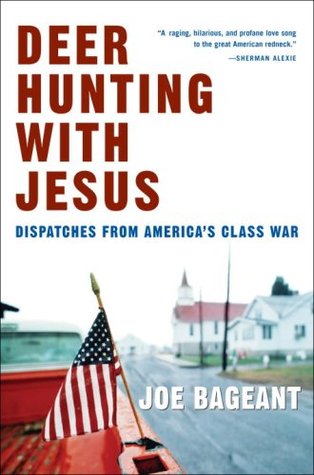 DEER
HUNTING
WITH
JESUS
"A raging, hilarious, and profane love song
to the great American redneck."
—SHERMAN ALEXIE
DISPATCHES FROM AMERICA'S CLASS WAR
JOE BAGEANT